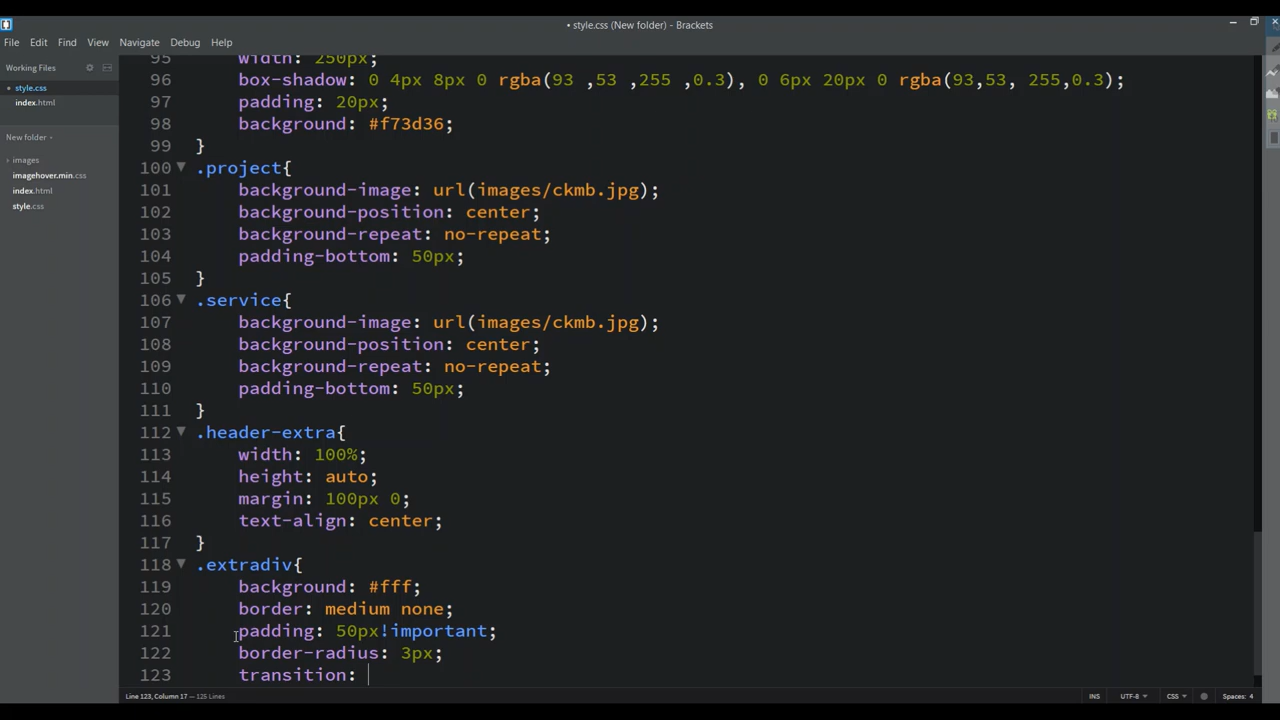 • style.css (New folder) - Brackets
File Edit Find View Navigate Debug Help
Working Files
• style.css
index.html
New folder
images
imagehover.min.css
index.html
style.css
95 width: 250px;
96 box-shadow: 0 4px 8px 0 rgba(93 ,53 ,255 ,0.3), 0 6px 20px 0 rgba(93,53, 255,0.3);
97 padding: 20px;
98 background: #f73d36;
99 }
100 .project{
101 background-image: url(images/ckmb.jpg);
102 background-position: center;
103 background-repeat: no-repeat;
104 padding-bottom: 50px;
105 }
106 .service{
107 background-image: url(images/ckmb.jpg);
108 background-position: center;
109 background-repeat: no-repeat;
110 padding-bottom: 50px;
111 }
112 .header-extra{
113 width: 100%;
114 height: auto;
115 margin: 100px 0;
116 text-align: center;
117 }
118 .extradiv{
119 background: #fff;
120 border: medium none;
121 padding: 50px!important;
122 border-radius: 3px;
123 transition:
Line 123, Column 17 — 125 Lines
INS UTF-8 CSS Spaces: 4